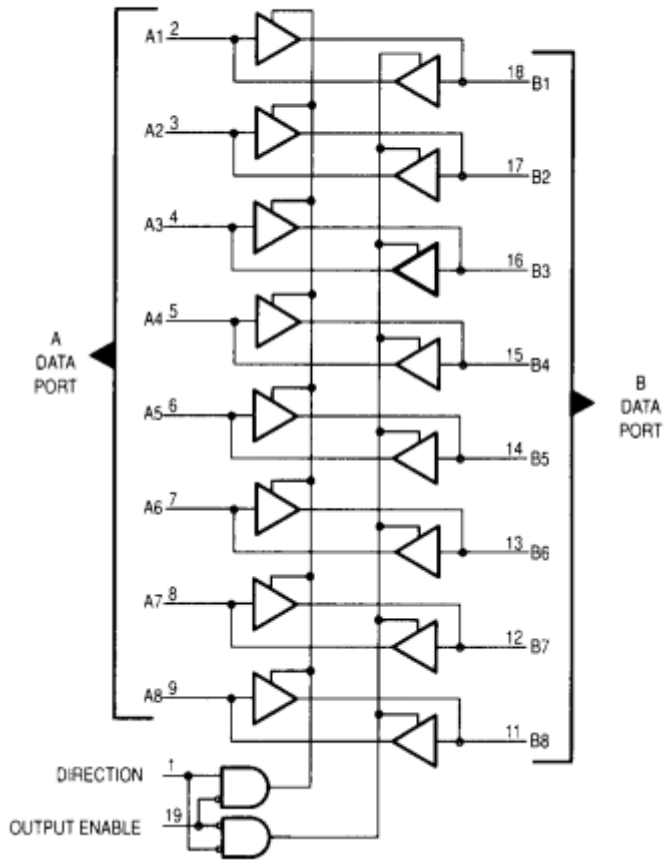 A1 2
18 B1
A2 3
17 B2
A3 4
16 B3
A4 5
15 B4
A
DATA
PORT
B
DATA
PORT
A5 6
14 B5
A6 7
13 B6
A7 8
12 B7
A8 9
11 B8
DIRECTION 1
OUTPUT ENABLE 19